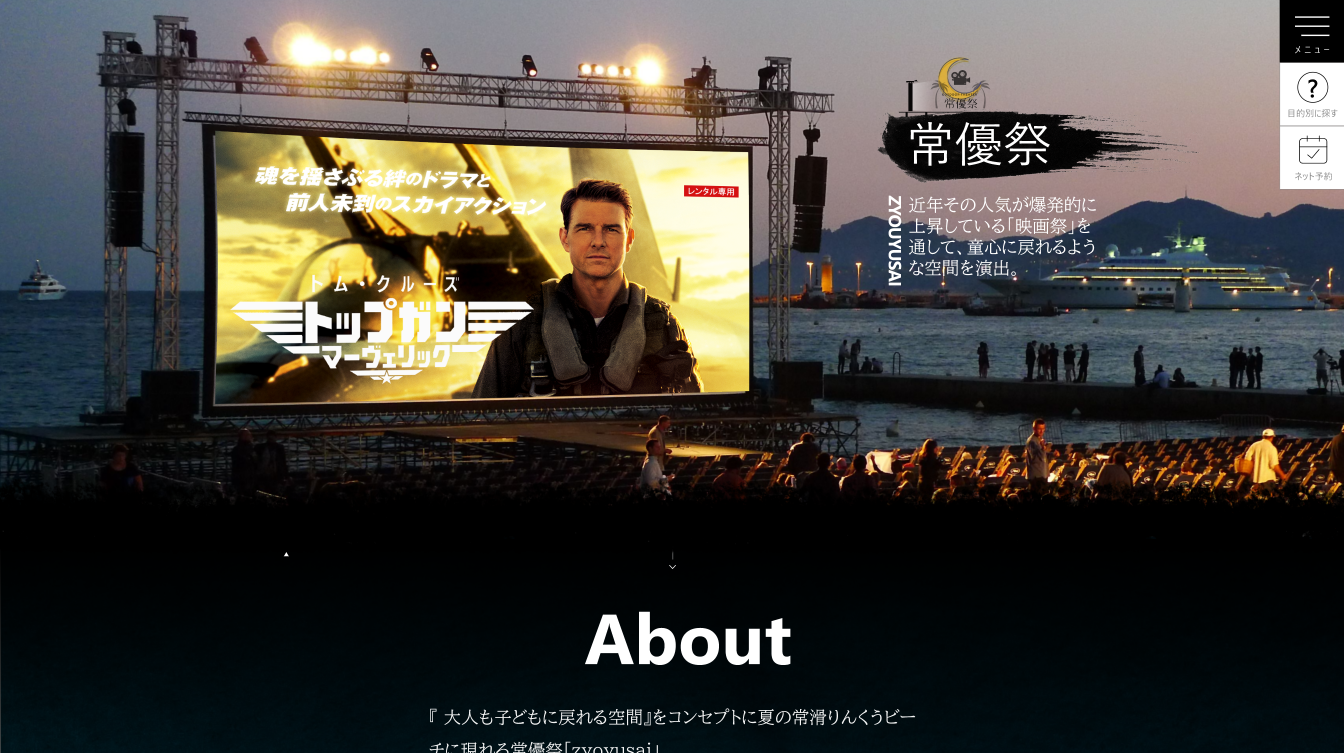 メニュー
目的別に探す
ネット予約
常優祭
常優祭
ZYOUYUSAI
近年その人気が爆発的に
上昇している「映画祭」を
通して、童心に戻れるよう
な空間を演出。
魂を揺さぶる絆のドラマと
前人未到のスカイアクション
レンタル専用
トム・クルーズ
トップガン
マーヴェリック
About
『 大人も子どもに戻れる空間』をコンセプトに夏の常滑りんくうビー
チに現れる常優祭「zyoyusai」